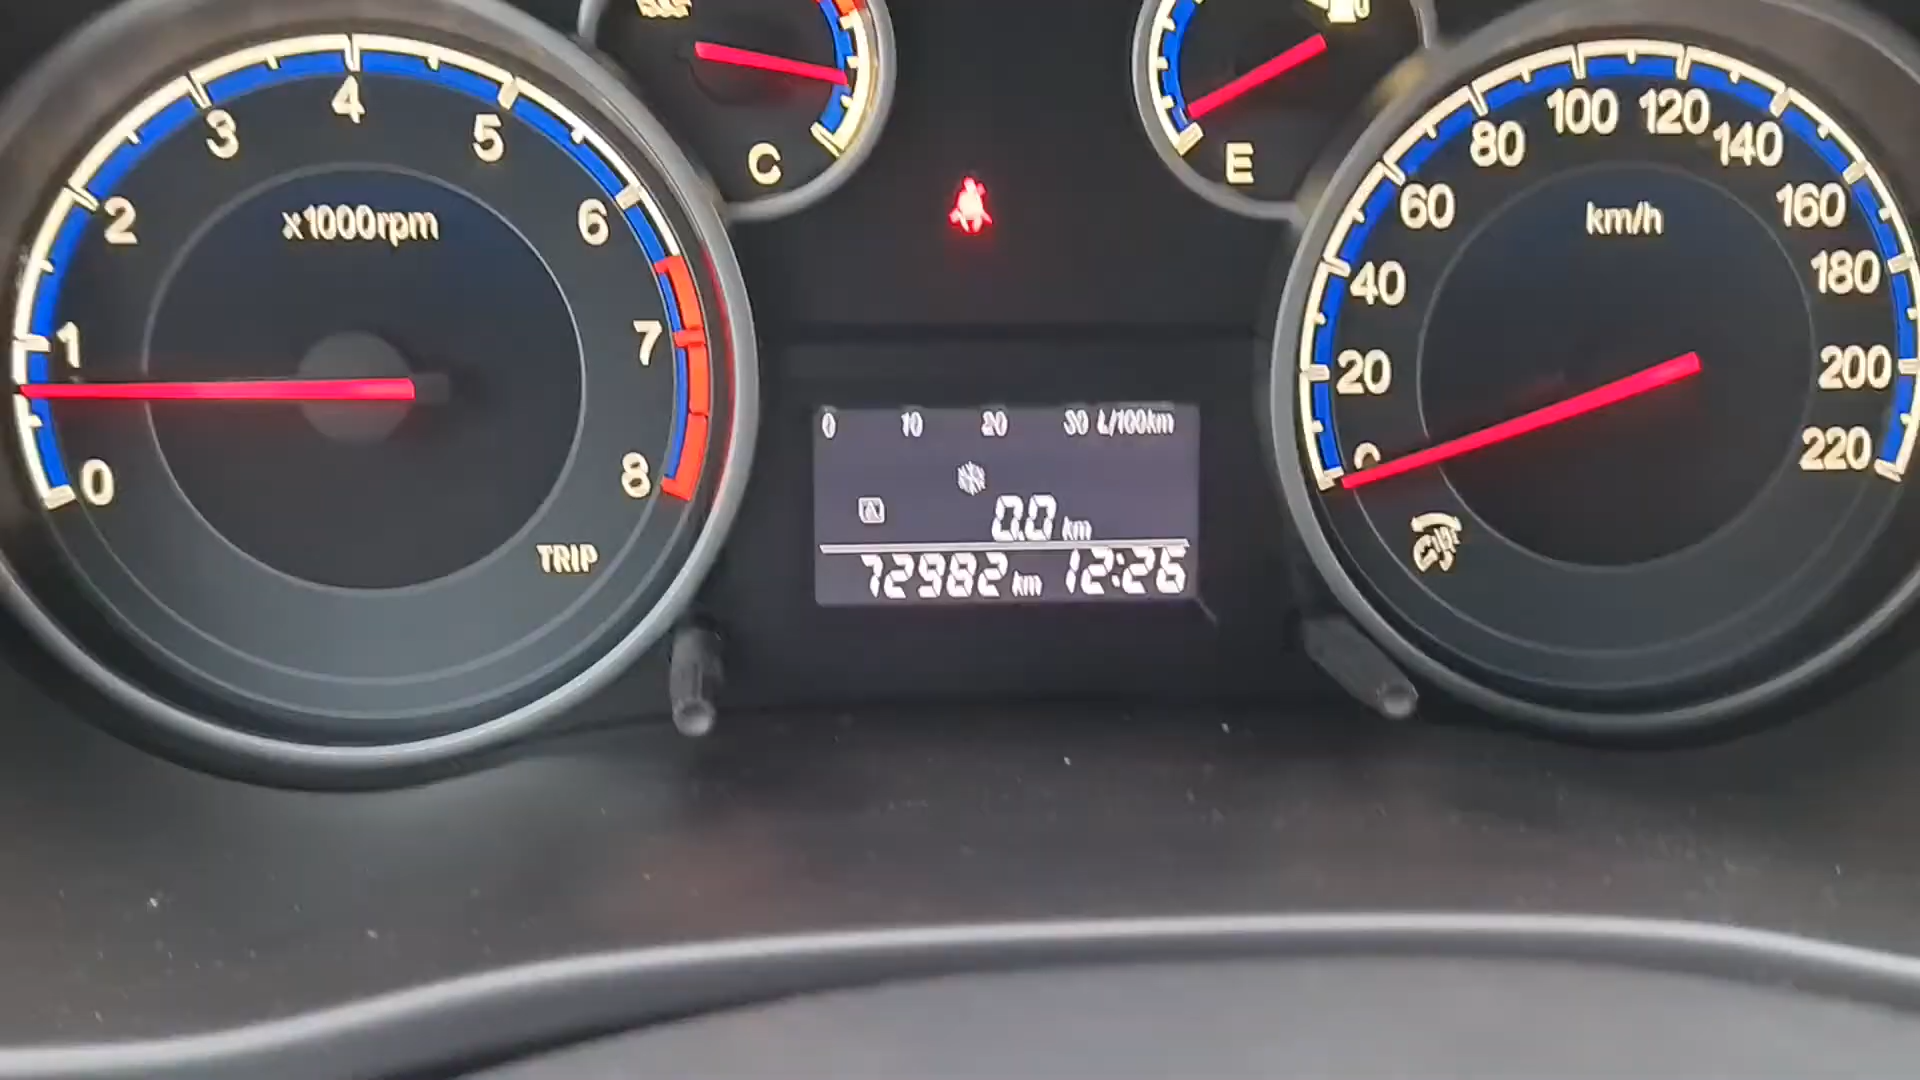 0 1 2 3 4 5 6 7 8
x1000rpm
TRIP
C
E
0 10 20 30 L/100km
A
0.0 km
72982 km 12:26
0 20 40 60 80 100 120 140 160 180 200 220
km/h